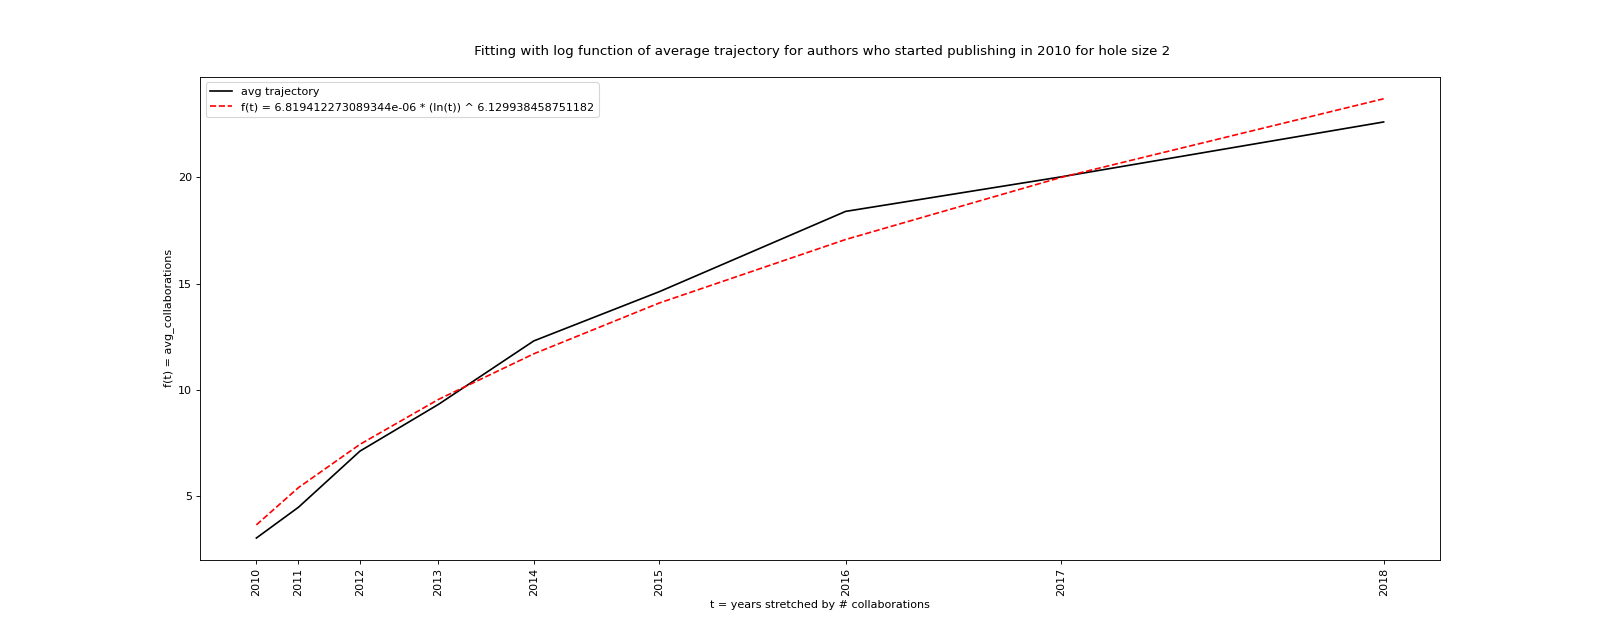 Fitting with log function of average trajectory for authors who started publishing in 2010 for hole size 2
avg trajectory
f(t) = 6.819412273089344e-06 * (ln(t)) ^ 6.129938458751182
f(t) = avg_collaborations
20
15
10
5
2010
2011
2012
2013
2014
2015
2016
2017
2018
t = years stretched by # collaborations